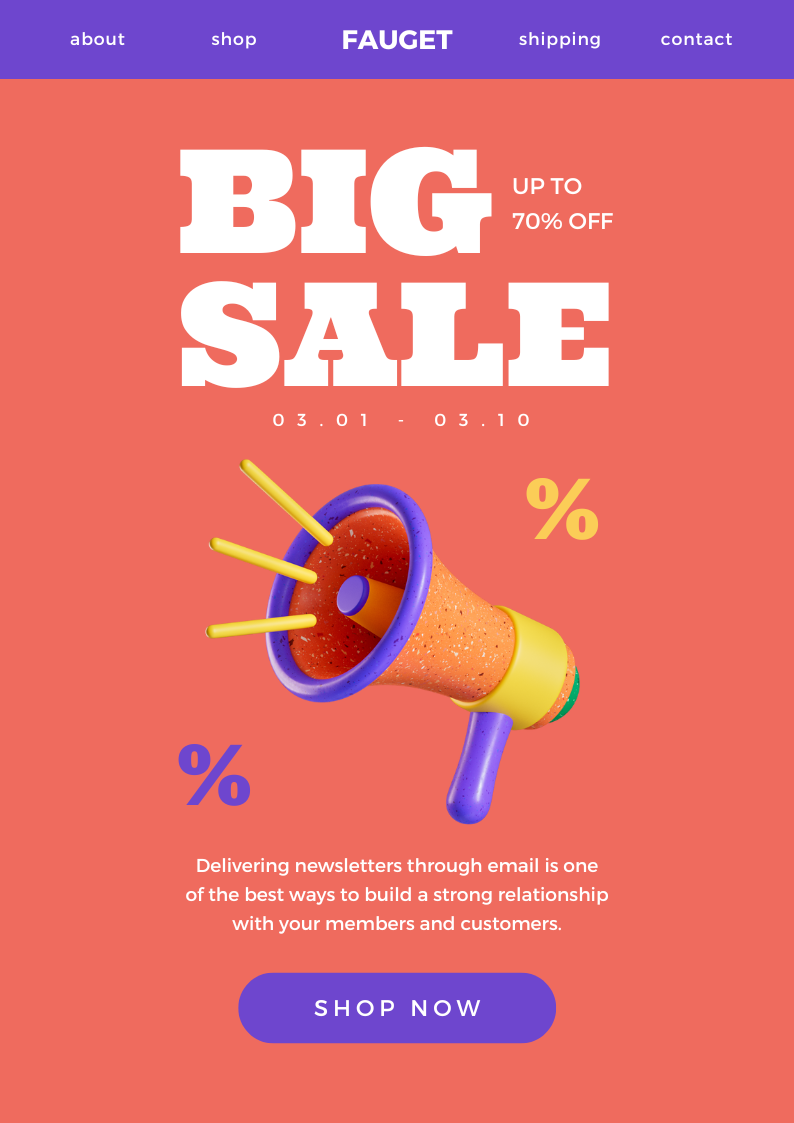 about shop FAUGET shipping contact
BIG
UP TO
70% OFF
SALE
03.01 - 03.10
%
%
Delivering newsletters through email is one
of the best ways to build a strong relationship
with your members and customers.
SHOP NOW